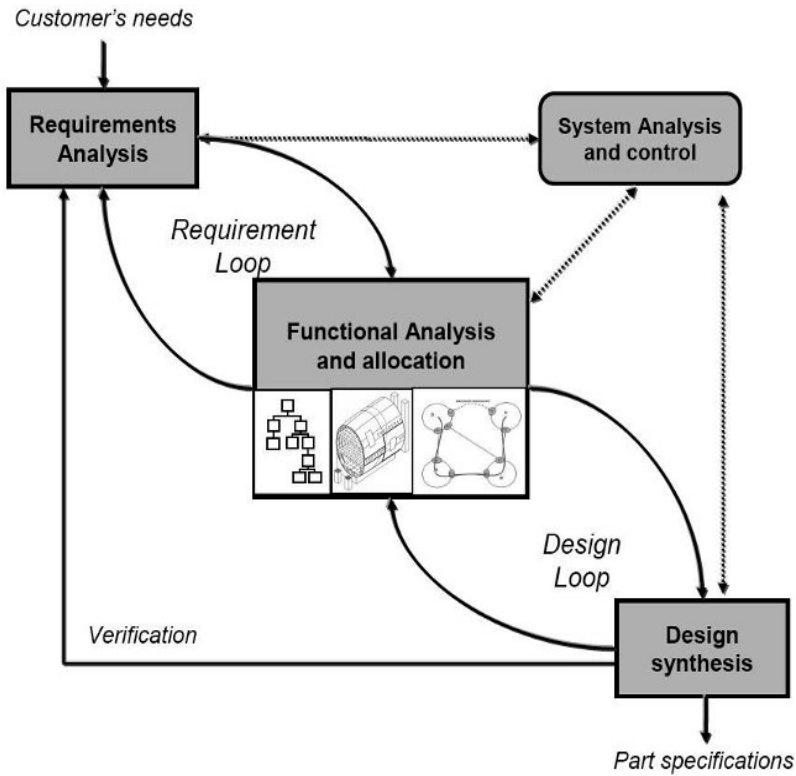 Customer's needs
Requirements
Analysis
System Analysis
and control
Requirement
Loop
Functional Analysis
and allocation
Design
Loop
Verification
Design
synthesis
Part specifications